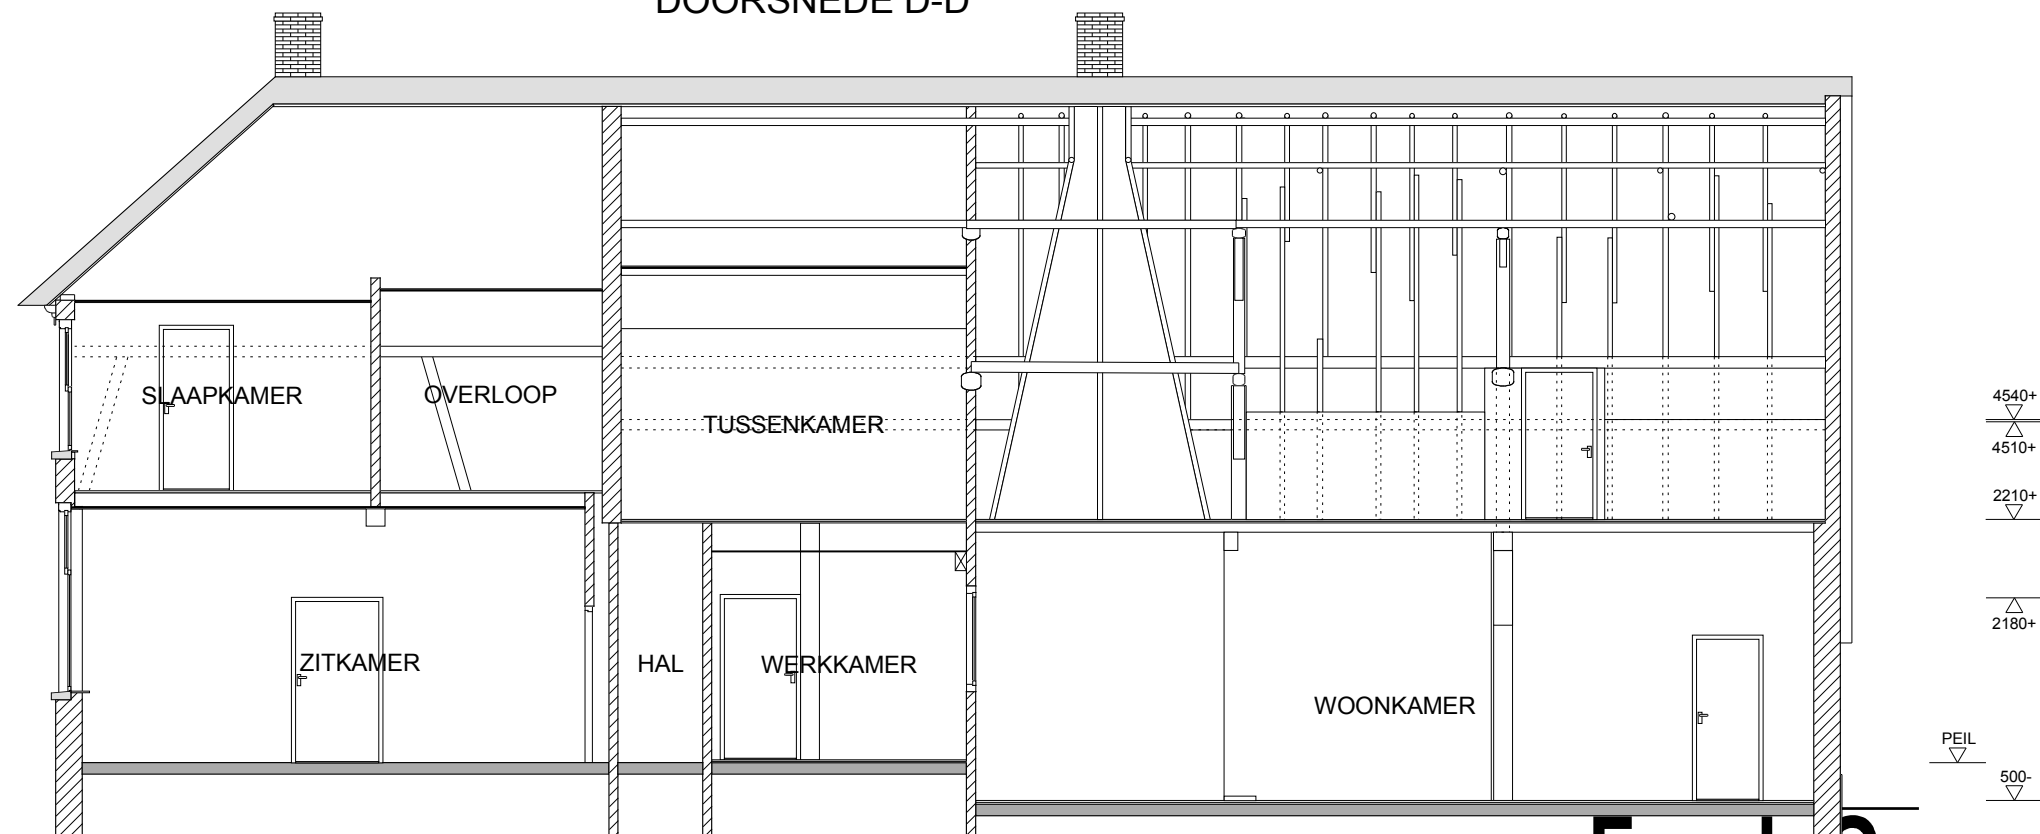 DOORSNEDE D-D
SLAAPKAMER
OVERLOOP
TUSSENKAMER
4540+
4510+
2210+
2180+
ZITKAMER
HAL
WERKKAMER
WOONKAMER
PEIL
500-